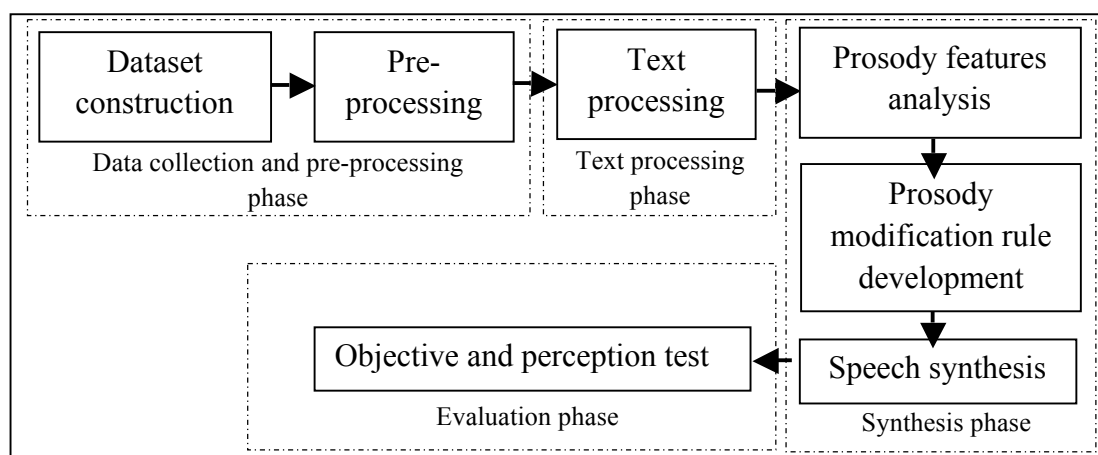 Dataset
construction
Pre-
processing
Data collection and pre-processing
phase
Text
processing
Text processing
phase
Prosody features
analysis
Prosody
modification rule
development
Speech synthesis
Synthesis phase
Objective and perception test
Evaluation phase